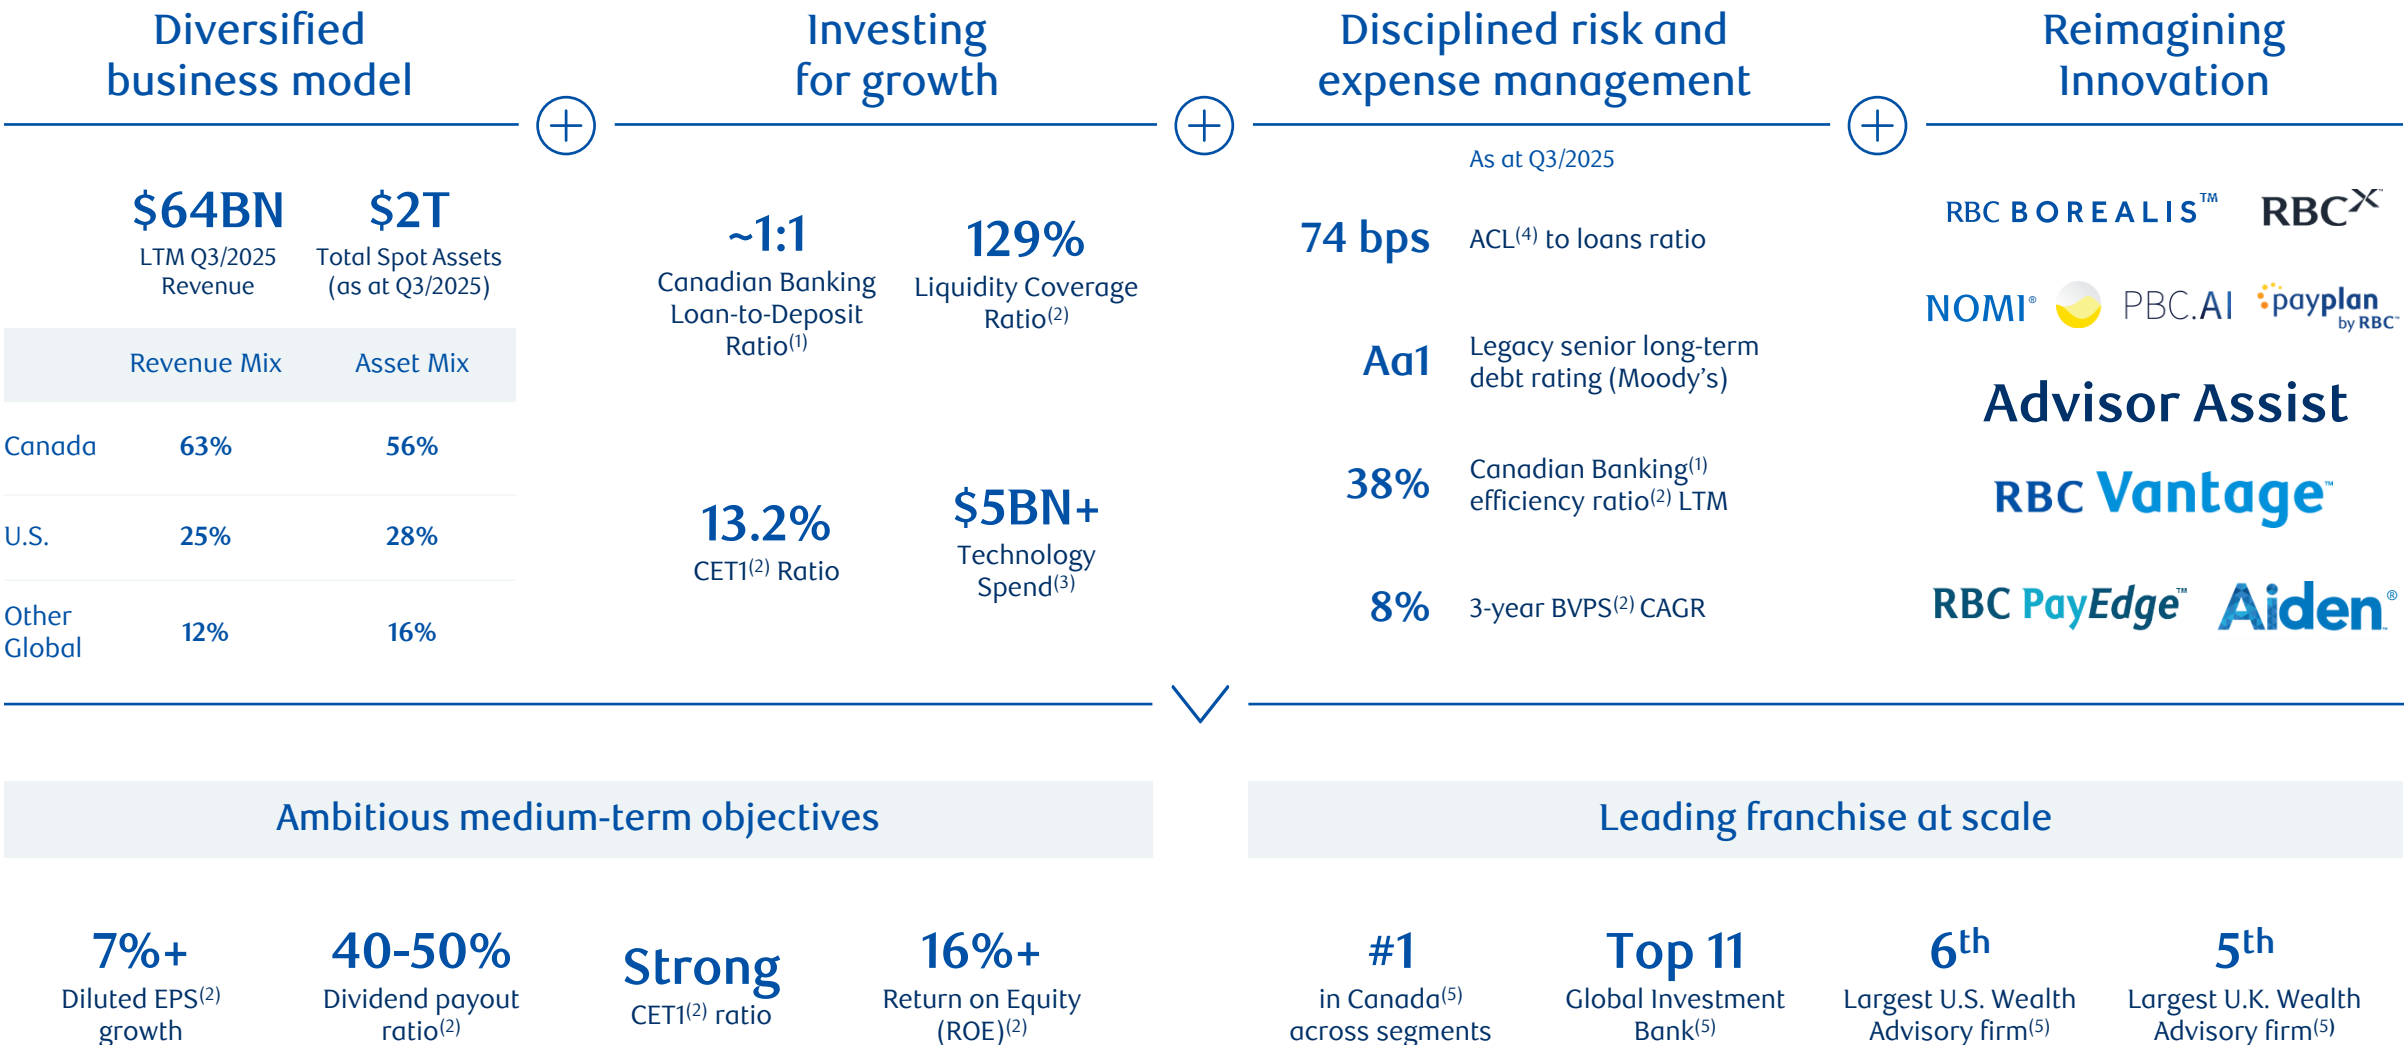 Diversified
business model
$64BN
LTM Q3/2025
Revenue
$2T
Total Spot Assets
(as at Q3/2025)
Revenue Mix Asset Mix
Canada 63% 56%
U.S. 25% 28%
Other
Global 12% 16%
Investing
for growth
~1:1
Canadian Banking
Loan-to-Deposit
Ratio(1)
129%
Liquidity Coverage
Ratio(2)
13.2%
CET1(2) Ratio
$5BN+
Technology
Spend(3)
Disciplined risk and
expense management
As at Q3/2025
74 bps ACL(4) to loans ratio
Aa1 Legacy senior long-term
debt rating (Moody's)
38% Canadian Banking(1)
efficiency ratio(2) LTM
8% 3-year BVPS(2) CAGR
Reimagining
Innovation
RBC BOREALIS™ RBCX™
NOMI® PBC.AI payplan
by RBC™
Advisor Assist
RBC Vantage™
RBC PayEdge™ Aiden®
Ambitious medium-term objectives
7%+
Diluted EPS(2)
growth
40-50%
Dividend payout
ratio(2)
Strong
CET1(2) ratio
16%+
Return on Equity
(ROE)(2)
Leading franchise at scale
#1
in Canada(5)
across segments
Top 11
Global Investment
Bank(5)
6th
Largest U.S. Wealth
Advisory firm(5)
5th
Largest U.K. Wealth
Advisory firm(5)